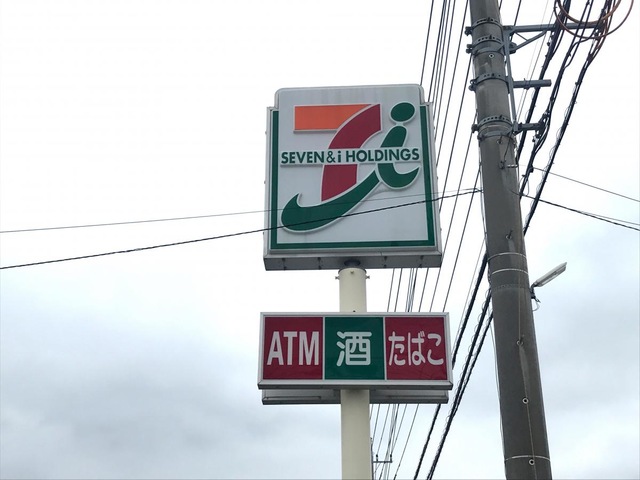 SEVEN & i HOLDINGS
ATM 酒 たばこ